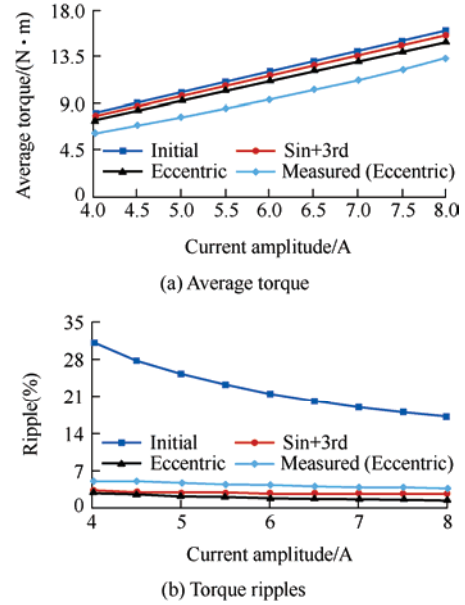 18.0
13.5
9.0
4.5
0
Average torque/(N • m)
Initial Sin+3rd
Eccentric Measured (Eccentric)
4.0 4.5 5.0 5.5 6.0 6.5 7.0 7.5 8.0
Current amplitude/A
(a) Average torque
35
28
21
14
7
0
Ripple(%)
Initial Sin+3rd
Eccentric Measured (Eccentric)
4 5 6 7 8
Current amplitude/A
(b) Torque ripples